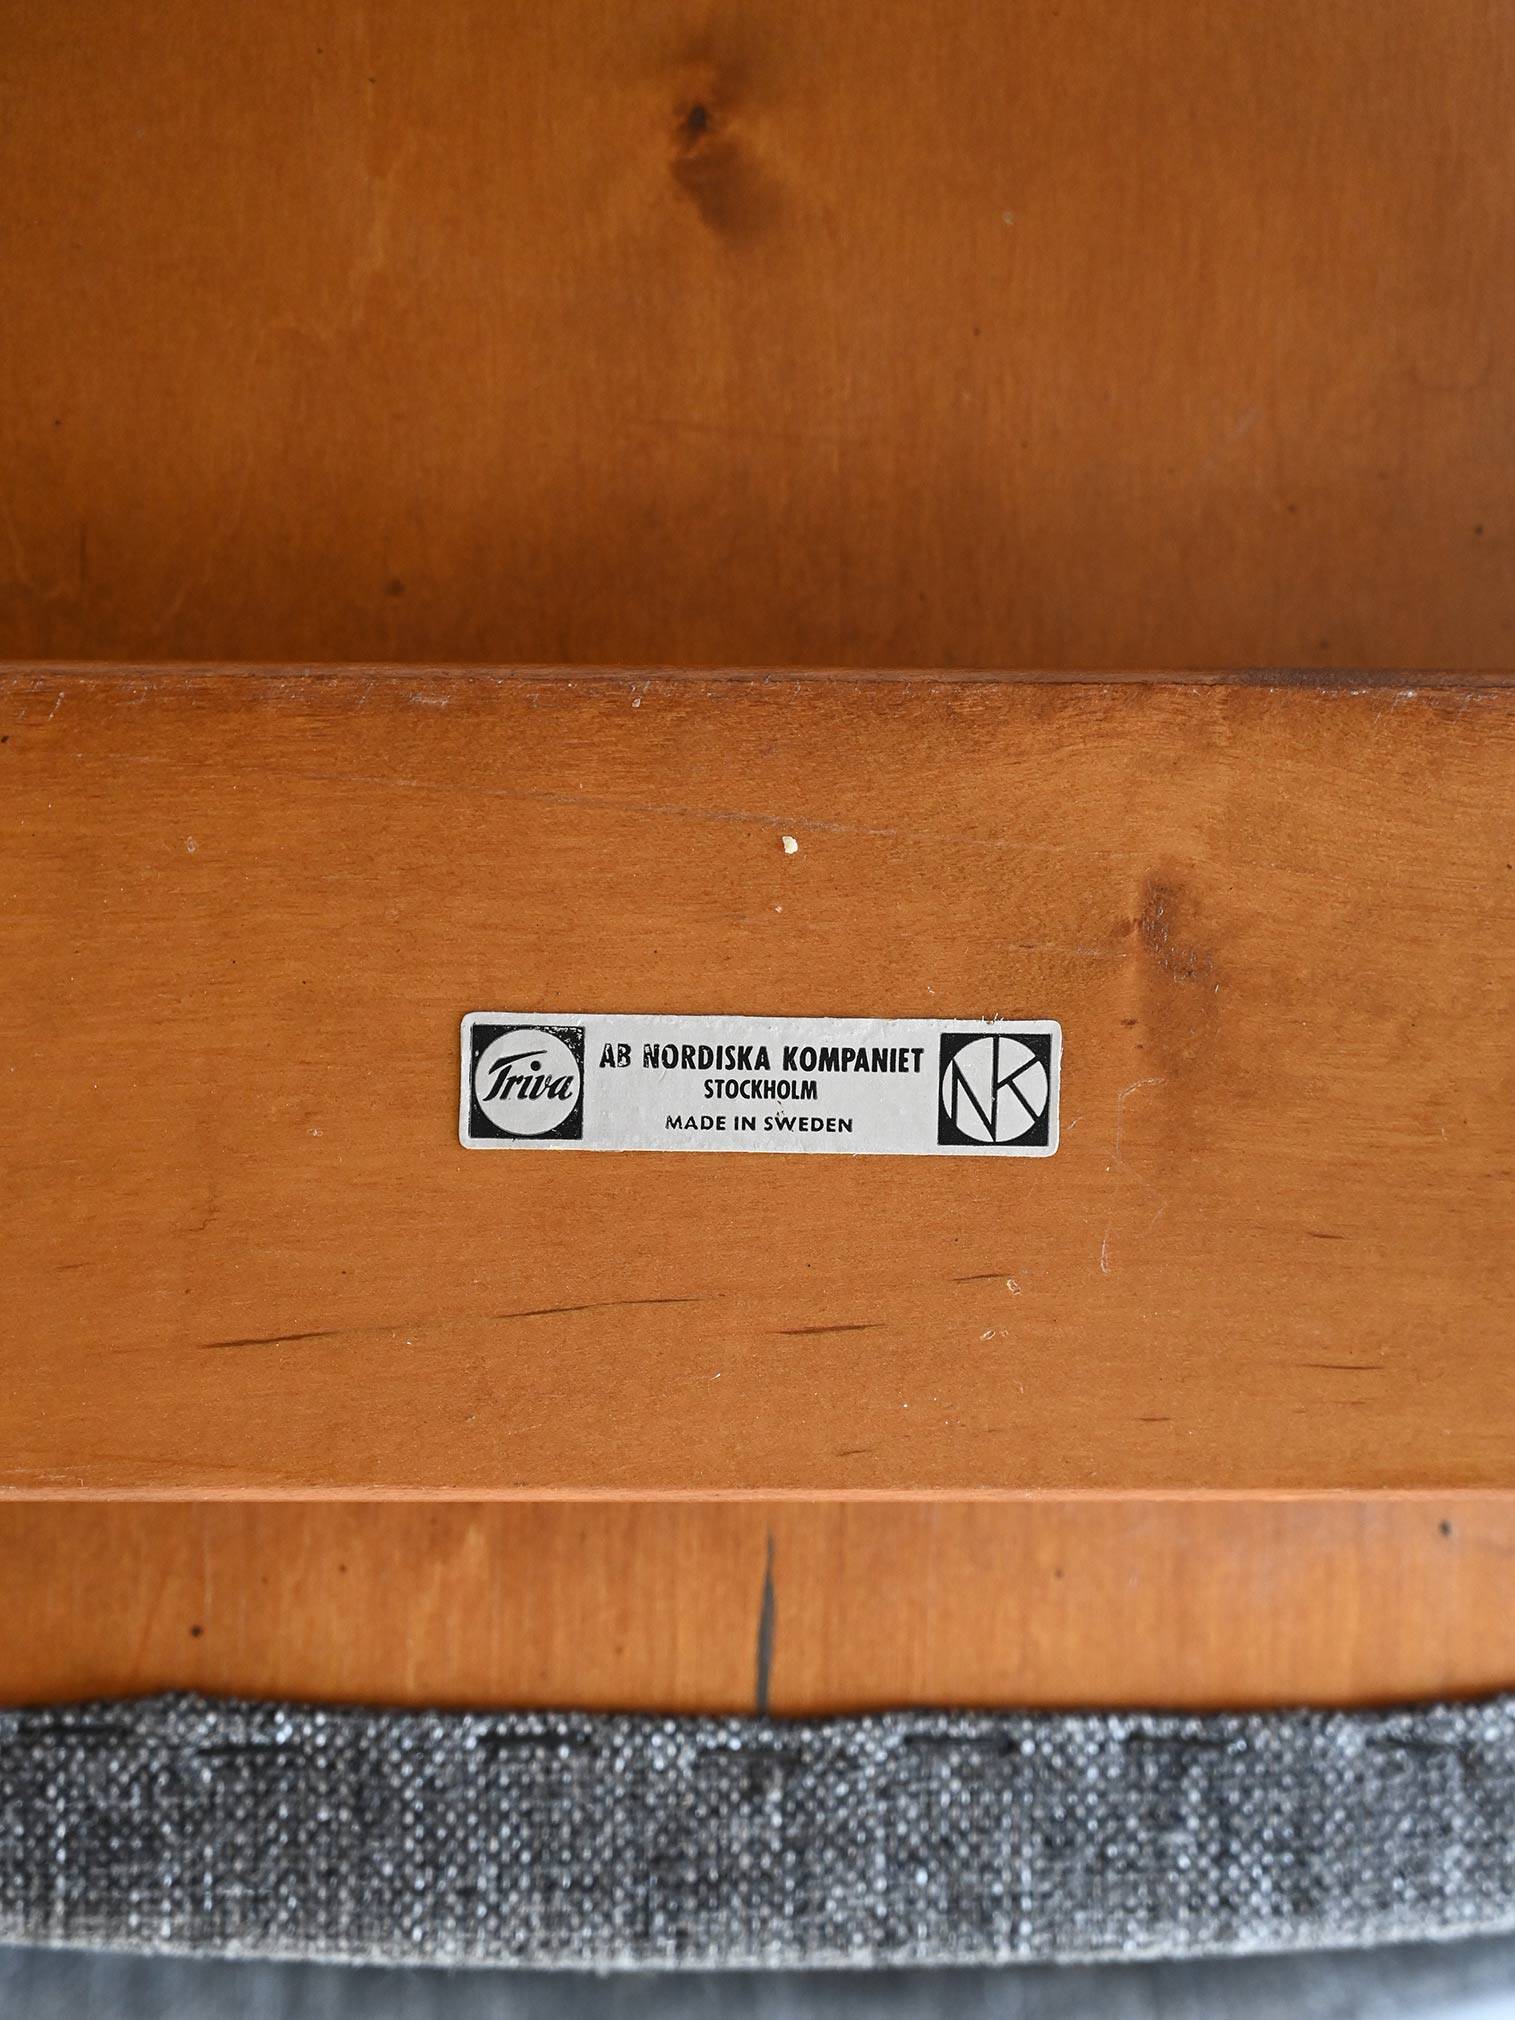 Triva
AB NORDISKA KOMPANIET
STOCKHOLM
MADE IN SWEDEN
NK